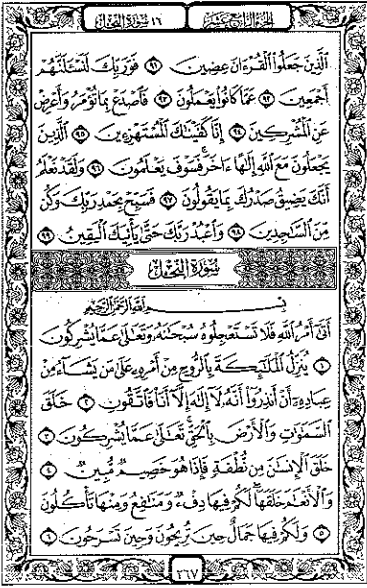 الجزء الرابع عشر
١٦ سورة النحل
الَّذِينَ جَعَلُوا الْقُرْءَانَ عِضِينَ ٩١ فَوَرَبِّكَ لَنَسْـَٔلَنَّهُمْ
أَجْمَعِينَ ٩٢ عَمَّا كَانُوا يَعْمَلُونَ ٩٣ فَاصْدَعْ بِمَا تُؤْمَرُ وَأَعْرِضْ
عَنِ الْمُشْرِكِينَ ٩٤ إِنَّا كَفَيْنَاكَ الْمُسْتَهْزِءِينَ ٩٥ الَّذِينَ
يَجْعَلُونَ مَعَ اللَّهِ إِلَٰهًا ءَاخَرَ فَسَوْفَ يَعْلَمُونَ ٩٦ وَلَقَدْ نَعْلَمُ
أَنَّكَ يَضِيقُ صَدْرُكَ بِمَا يَقُولُونَ ٩٧ فَسَبِّحْ بِحَمْدِ رَبِّكَ وَكُن
مِنَ السَّاجِدِينَ ٩٨ وَاعْبُدْ رَبَّكَ حَتَّىٰ يَأْتِيَكَ الْيَقِينُ ٩٩
سورة النحل
بِسْمِ اللَّهِ الرَّحْمَٰنِ الرَّحِيمِ
أَتَىٰ أَمْرُ اللَّهِ فَلَا تَسْتَعْجِلُوهُ سُبْحَٰنَهُ وَتَعَٰلَىٰ عَمَّا يُشْرِكُونَ
١ يُنَزِّلُ الْمَلَٰٓئِكَةَ بِالرُّوحِ مِنْ أَمْرِهِ عَلَىٰ مَن يَشَآءُ مِنْ
عِبَادِهِ أَنْ أَنذِرُوا أَنَّهُ لَا إِلَٰهَ إِلَّا أَنَا فَاتَّقُونِ ٢ خَلَقَ
السَّمَٰوَٰتِ وَالْأَرْضَ بِالْحَقِّ تَعَٰلَىٰ عَمَّا يُشْرِكُونَ ٣
خَلَقَ الْإِنسَٰنَ مِن نُّطْفَةٍ فَإِذَا هُوَ خَصِيمٌ مُّبِينٌ ٤
وَالْأَنْعَٰمَ خَلَقَهَا لَكُمْ فِيهَا دِفْءٌ وَمَنَٰفِعُ وَمِنْهَا تَأْكُلُونَ
٥ وَلَكُمْ فِيهَا جَمَالٌ حِينَ تُرِيحُونَ وَحِينَ تَسْرَحُونَ ٦
٢٦٧